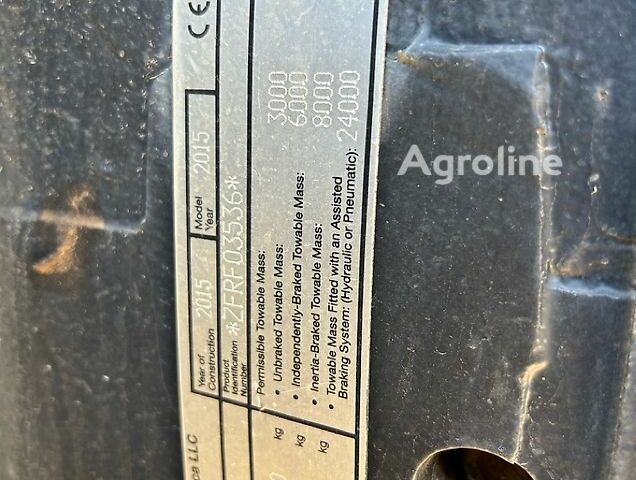 CE
Year of Construction 2015 Model Year 2015
Product Identification Number *ZFRF03536*
Permissible Towable Mass:
• Unbraked Towable Mass: 3000
kg
• Independently-Braked Towable Mass: 6000
kg
• Inertia-Braked Towable Mass: 8000
kg
• Towable Mass Fitted with an Assisted
Braking System: (Hydraulic or Pneumatic): 24000
LLC
Agroline